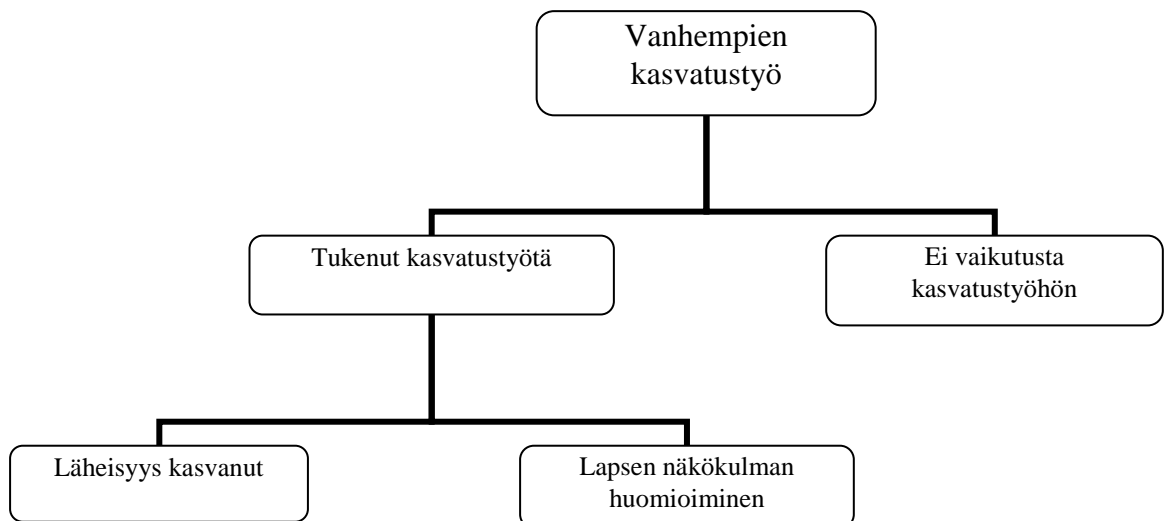 Vanhempien
kasvatustyö
Tukenut kasvatustyötä
Ei vaikutusta
kasvatustyöhön
Läheisyys kasvanut
Lapsen näkökulman
huomioiminen